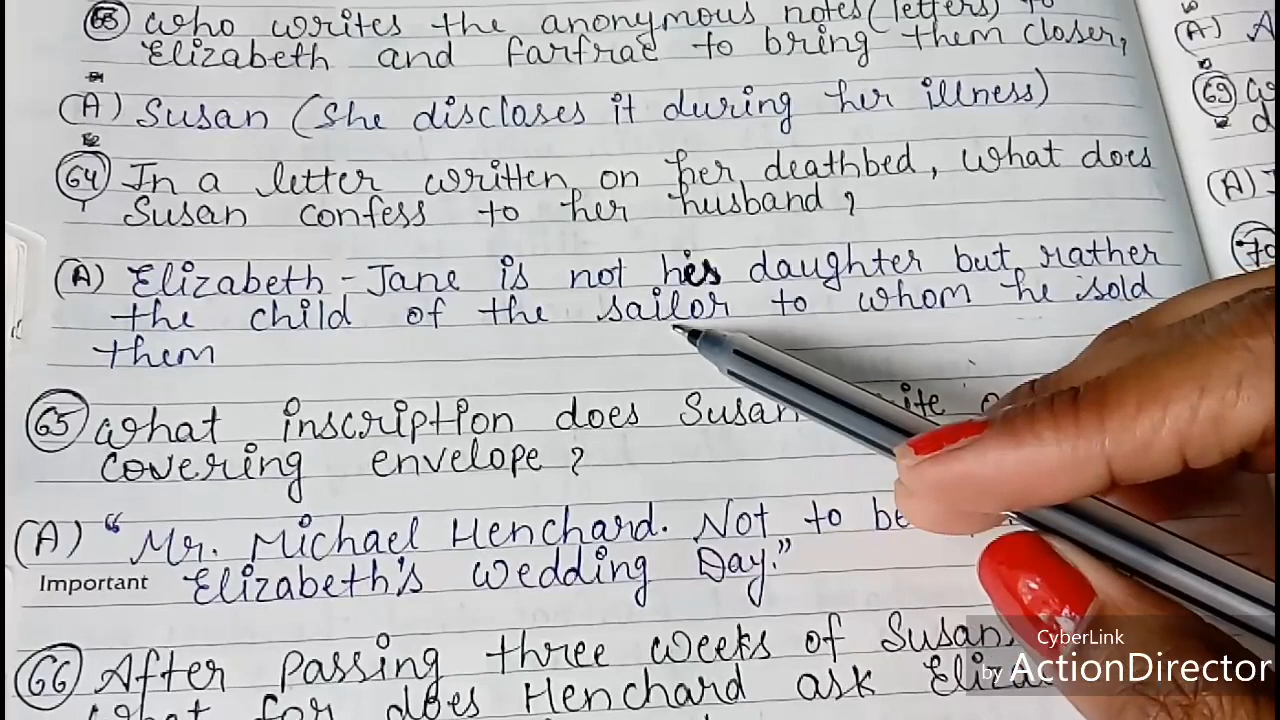 63 Who writes the anonymous notes (letters) to
Elizabeth and Farfrae to bring them closer,
(A) Susan (She discloses it during her illness)
64 In a letter written on her deathbed, what does
Susan confess to her husband ?
(A) Elizabeth-Jane is not his daughter but rather
the child of the sailor to whom he sold
them
65 What inscription does Susan
covering envelope ?
(A) "Mr. Michael Henchard. Not to be
Important
Elizabeth's wedding Day."
66 After passing three weeks of Susan
What for does Henchard ask
(A) A
69
(A)
70
CyberLink
by ActionDirector